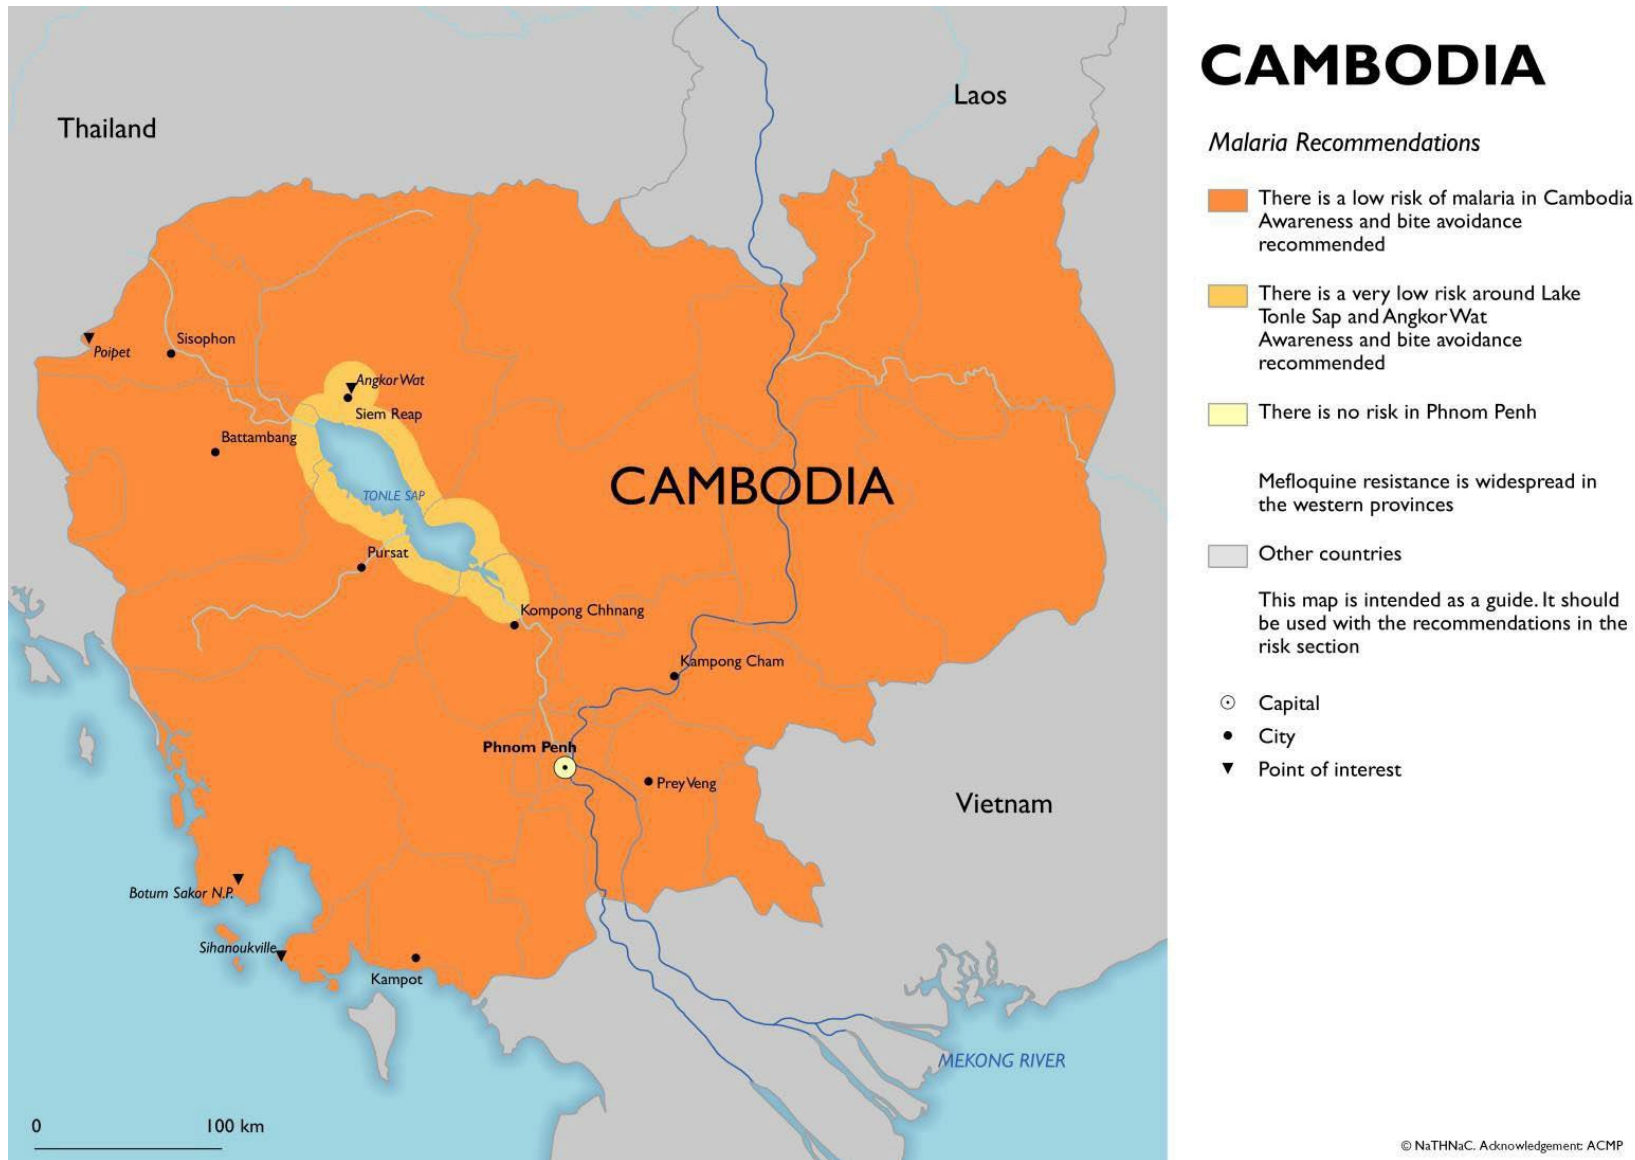 CAMBODIA
Malaria Recommendations
There is a low risk of malaria in Cambodia
Awareness and bite avoidance
recommended
There is a very low risk around Lake
Tonle Sap and Angkor Wat
Awareness and bite avoidance
recommended
There is no risk in Phnom Penh
Mefloquine resistance is widespread in
the western provinces
Other countries
This map is intended as a guide. It should
be used with the recommendations in the
risk section
Capital
City
Point of interest
© NaTHNaC. Acknowledgement: ACMP
Laos
Thailand
Sisophon
Poipet
Angkor Wat
Siem Reap
Battambang
CAMBODIA
TONLE SAP
Pursat
Kompong Chhnang
Kampong Cham
Phnom Penh
Prey Veng
Vietnam
Botum Sakor N.P.
Sihanoukville
Kampot
MEKONG RIVER
0 100 km